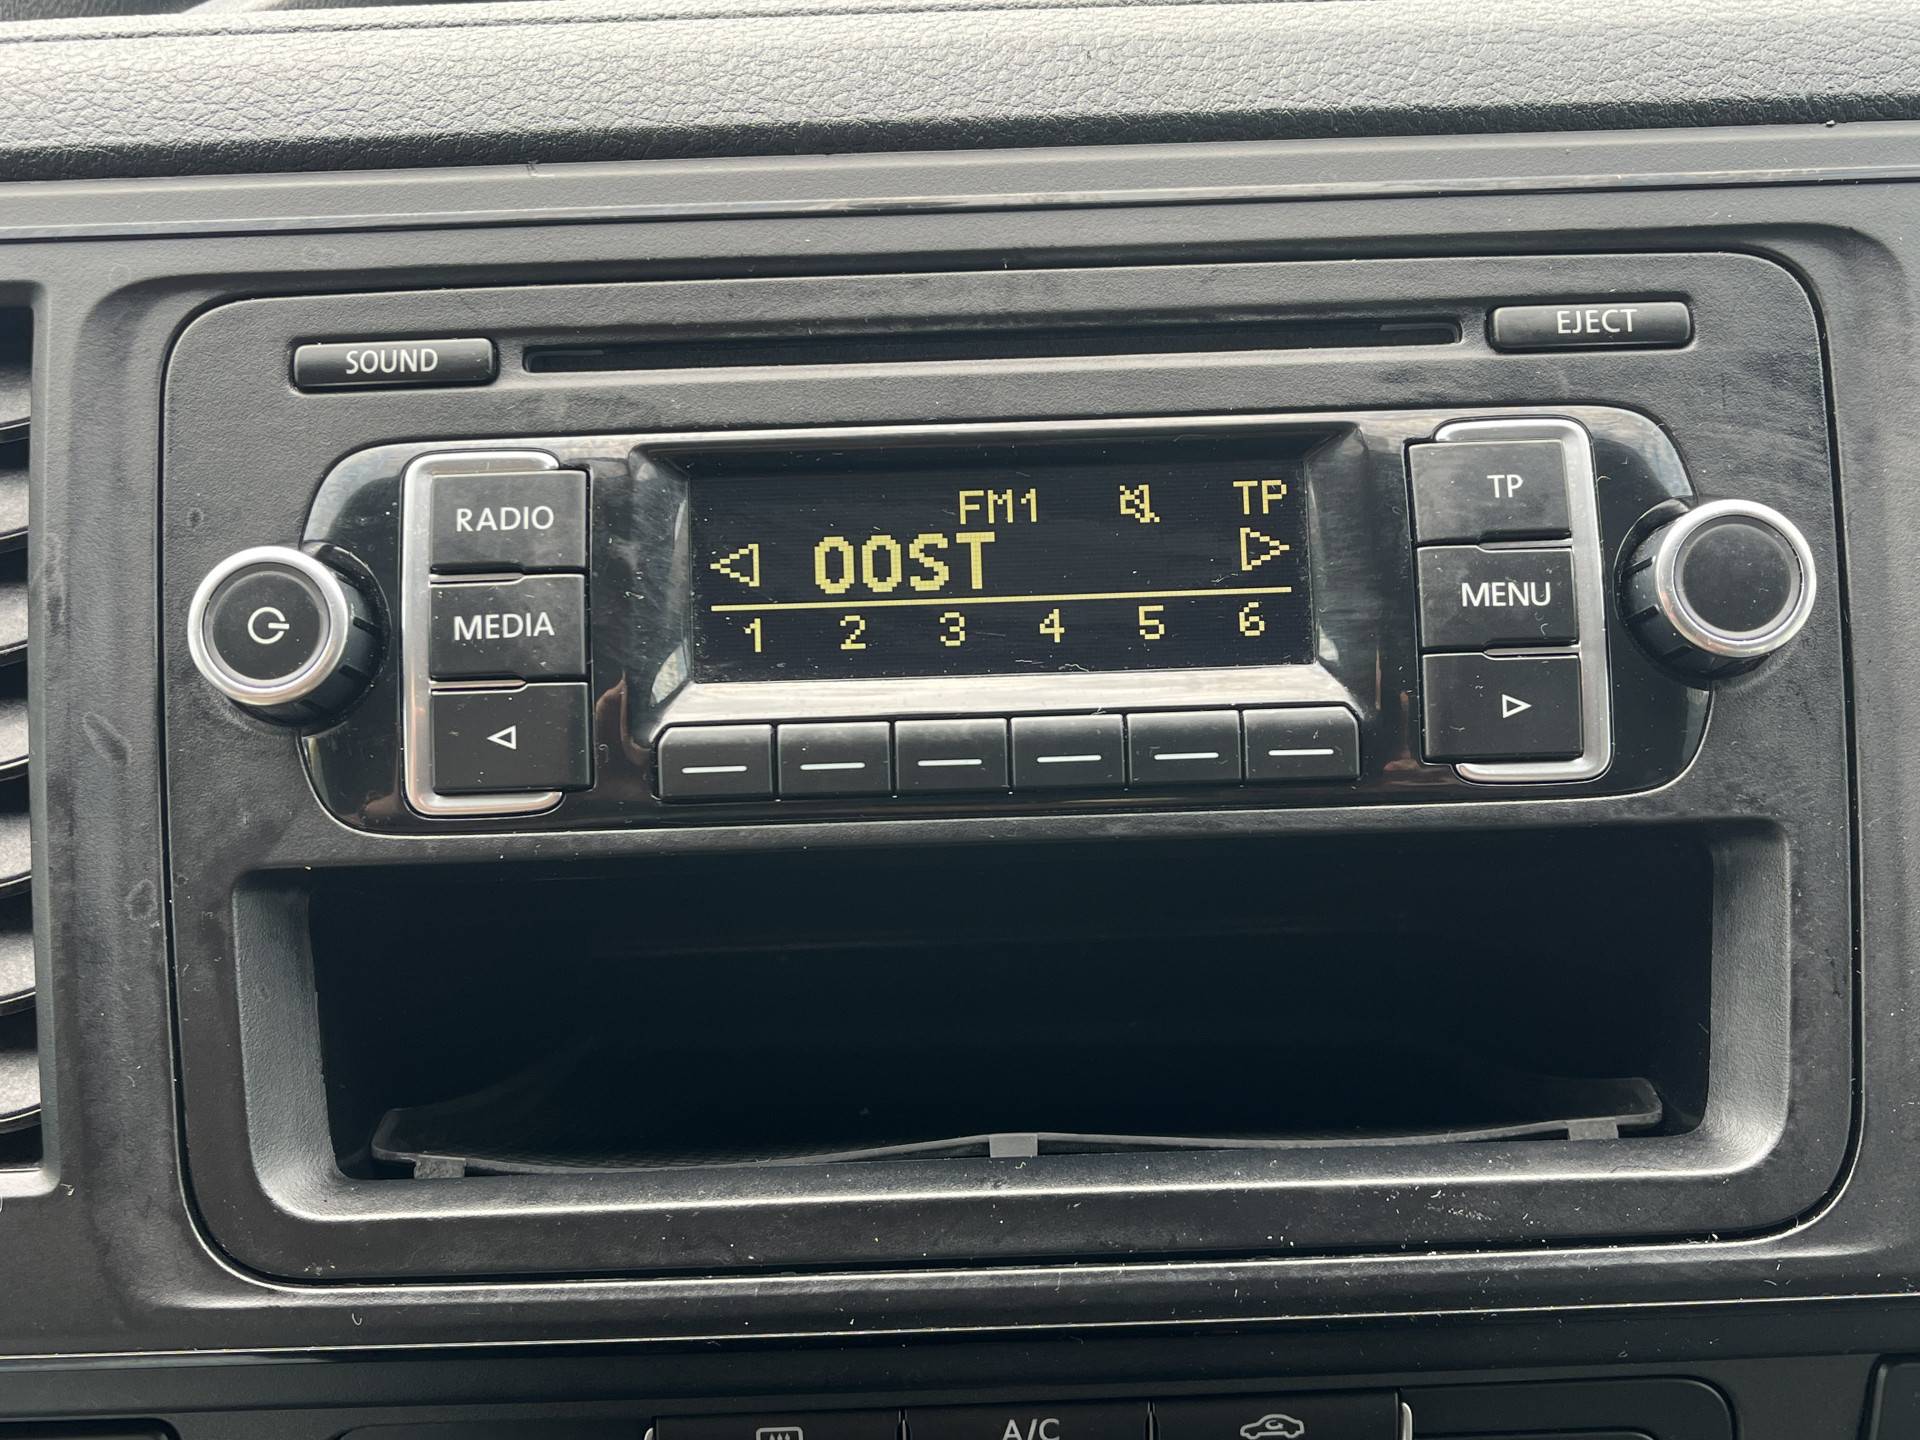 SOUND
EJECT
RADIO
FM1 TP
TP
OOST
MEDIA
1 2 3 4 5 6
MENU
A/C